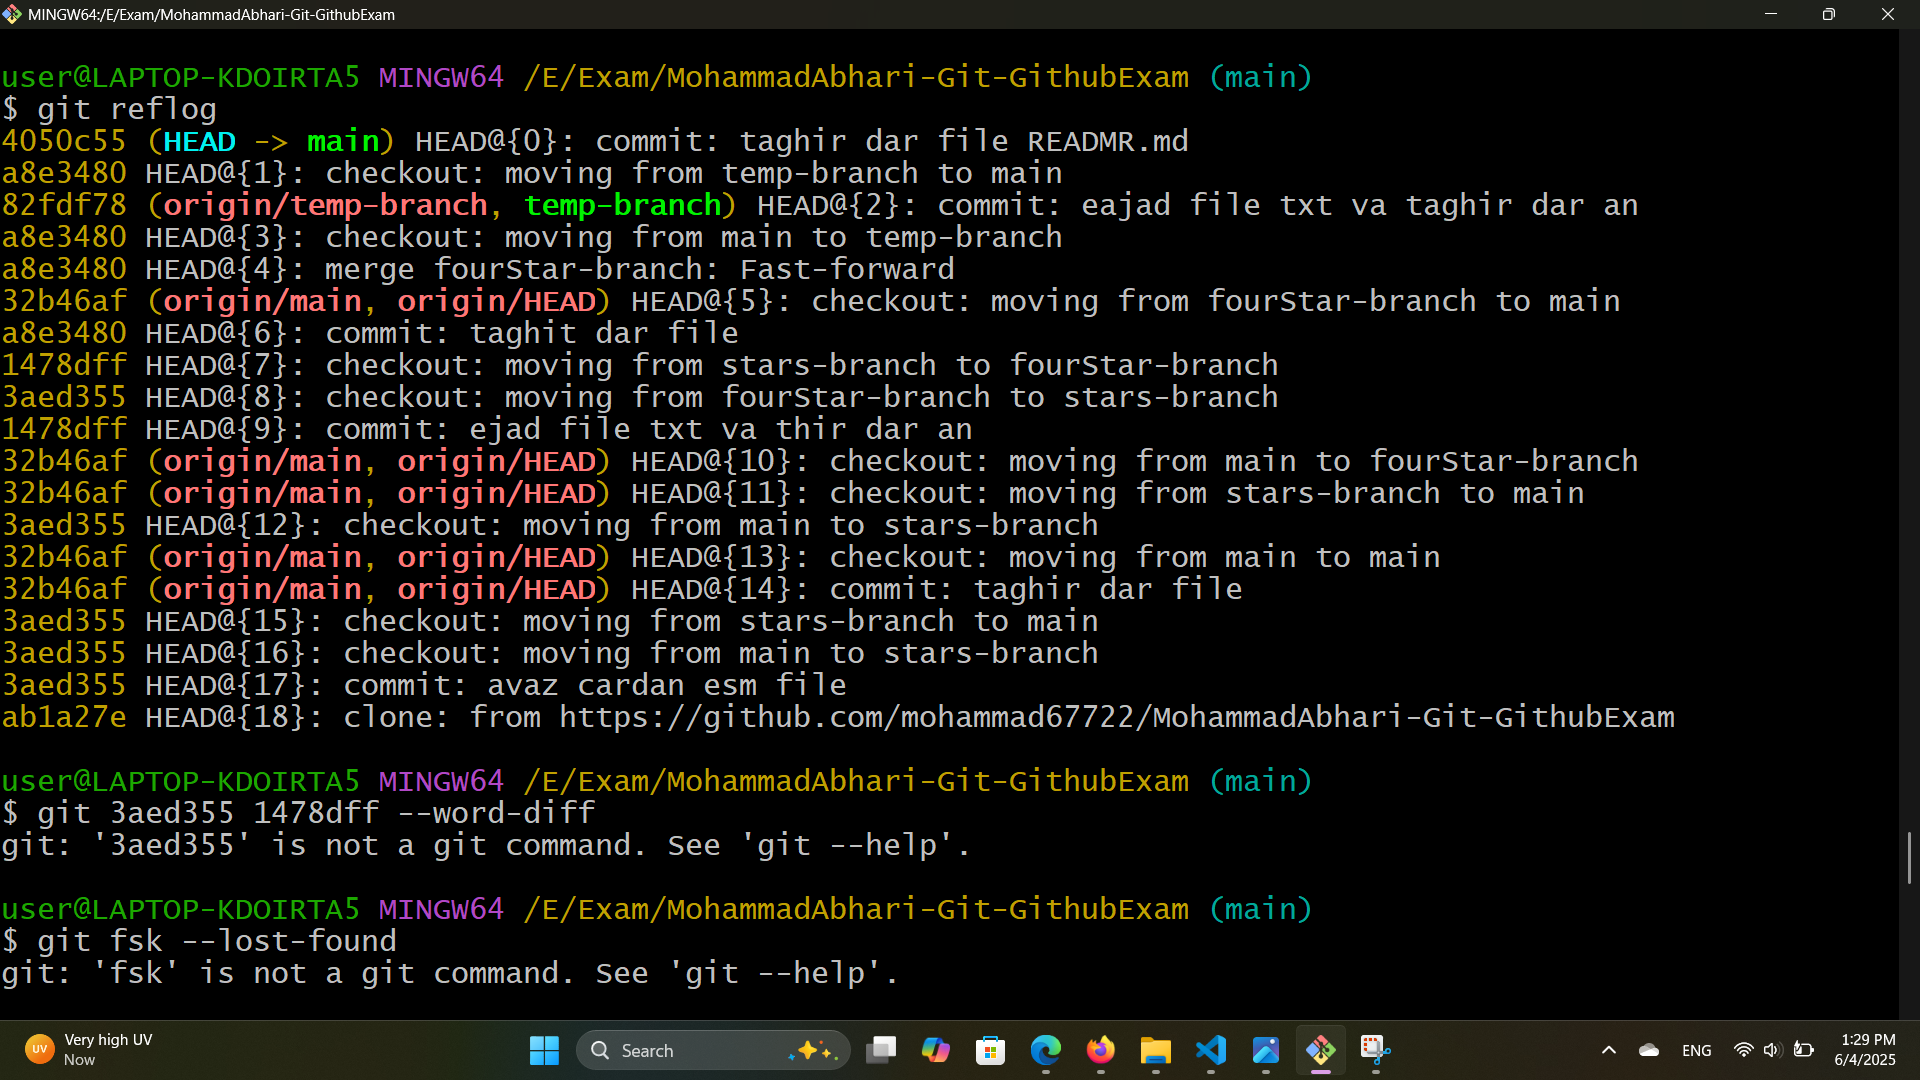 MINGW64:/E/Exam/MohammadAbhari-Git-GithubExam
user@LAPTOP-KDOIRTA5 MINGW64 /E/Exam/MohammadAbhari-Git-GithubExam (main)
$ git reflog
4050c55 (HEAD -> main) HEAD@{0}: commit: taghir dar file READMR.md
a8e3480 HEAD@{1}: checkout: moving from temp-branch to main
82fdf78 (origin/temp-branch, temp-branch) HEAD@{2}: commit: eajad file txt va taghir dar an
a8e3480 HEAD@{3}: checkout: moving from main to temp-branch
a8e3480 HEAD@{4}: merge fourStar-branch: Fast-forward
32b46af (origin/main, origin/HEAD) HEAD@{5}: checkout: moving from fourStar-branch to main
a8e3480 HEAD@{6}: commit: taghit dar file
1478dff HEAD@{7}: checkout: moving from stars-branch to fourStar-branch
3aed355 HEAD@{8}: checkout: moving from fourStar-branch to stars-branch
1478dff HEAD@{9}: commit: ejad file txt va thir dar an
32b46af (origin/main, origin/HEAD) HEAD@{10}: checkout: moving from main to fourStar-branch
32b46af (origin/main, origin/HEAD) HEAD@{11}: checkout: moving from stars-branch to main
3aed355 HEAD@{12}: checkout: moving from main to stars-branch
32b46af (origin/main, origin/HEAD) HEAD@{13}: checkout: moving from main to main
32b46af (origin/main, origin/HEAD) HEAD@{14}: commit: taghir dar file
3aed355 HEAD@{15}: checkout: moving from stars-branch to main
3aed355 HEAD@{16}: checkout: moving from main to stars-branch
3aed355 HEAD@{17}: commit: avaz cardan esm file
ab1a27e HEAD@{18}: clone: from https://github.com/mohammad67722/MohammadAbhari-Git-GithubExam
user@LAPTOP-KDOIRTA5 MINGW64 /E/Exam/MohammadAbhari-Git-GithubExam (main)
$ git 3aed355 1478dff --word-diff
git: '3aed355' is not a git command. See 'git --help'.
user@LAPTOP-KDOIRTA5 MINGW64 /E/Exam/MohammadAbhari-Git-GithubExam (main)
$ git fsk --lost-found
git: 'fsk' is not a git command. See 'git --help'.
UV
Very high UV
Now
Search
ENG
1:29 PM
6/4/2025